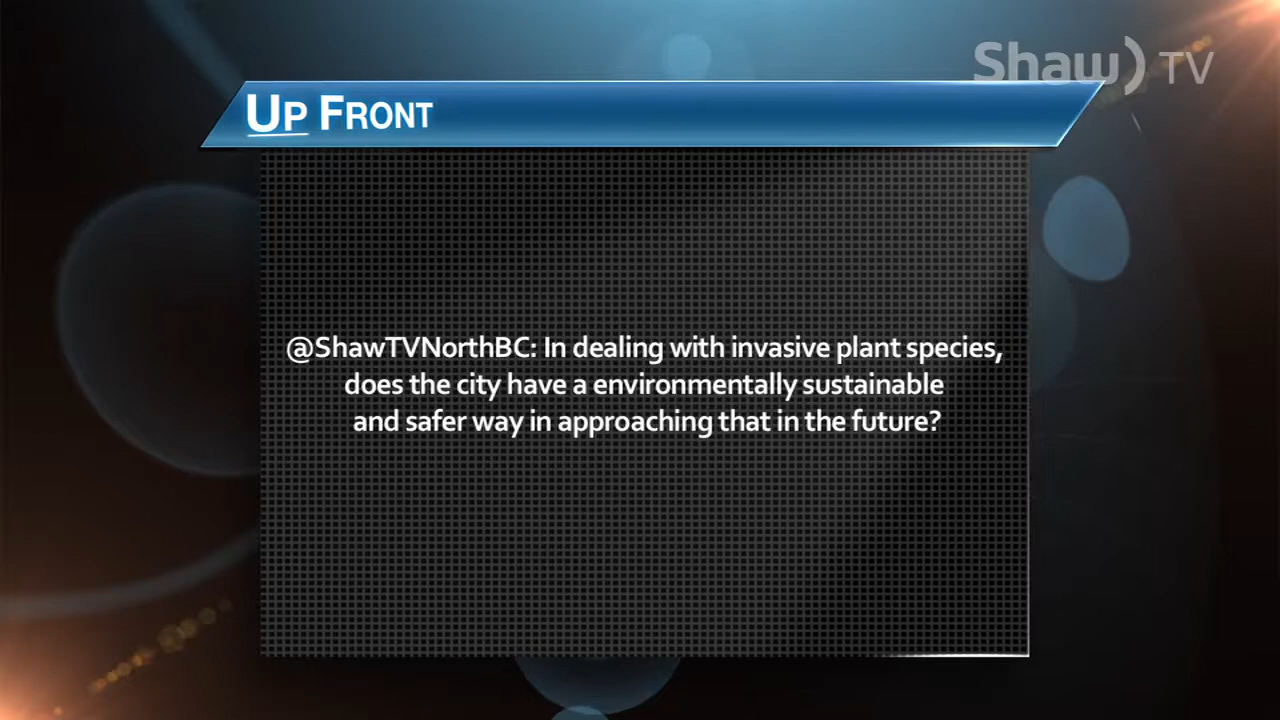 Shaw) TV
UP FRONT
@ShawTVNorthBC: In dealing with invasive plant species,
does the city have a environmentally sustainable
and safer way in approaching that in the future?